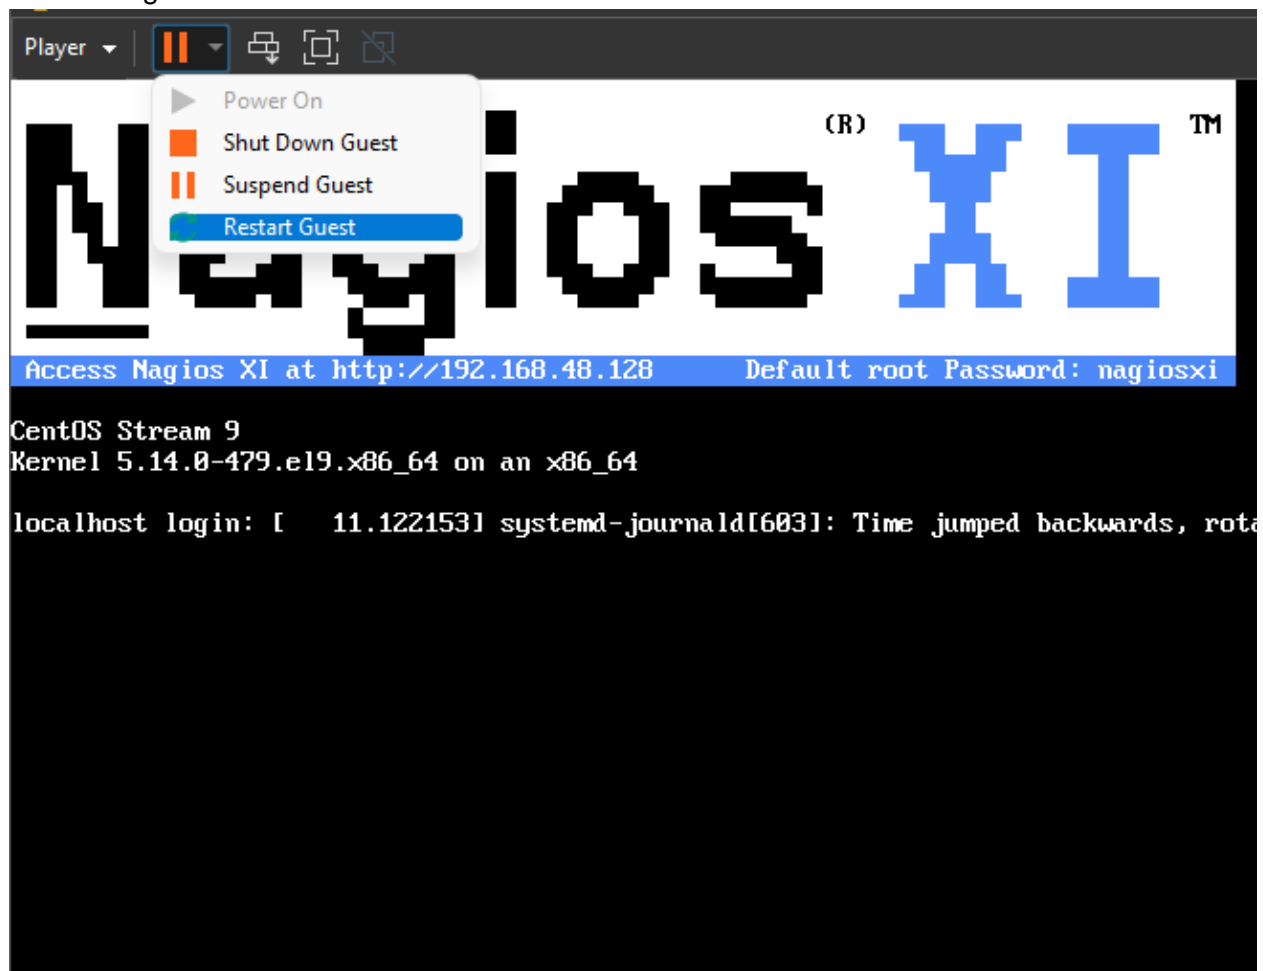 Player
Power On
Shut Down Guest
Suspend Guest
Restart Guest
Nagios (R) XI TM
Access Nagios XI at http://192.168.48.128 Default root Password: nagiosxi
CentOS Stream 9
Kernel 5.14.0-479.el9.x86_64 on an x86_64
localhost login: [ 11.122153] systemd-journald[603]: Time jumped backwards, rota